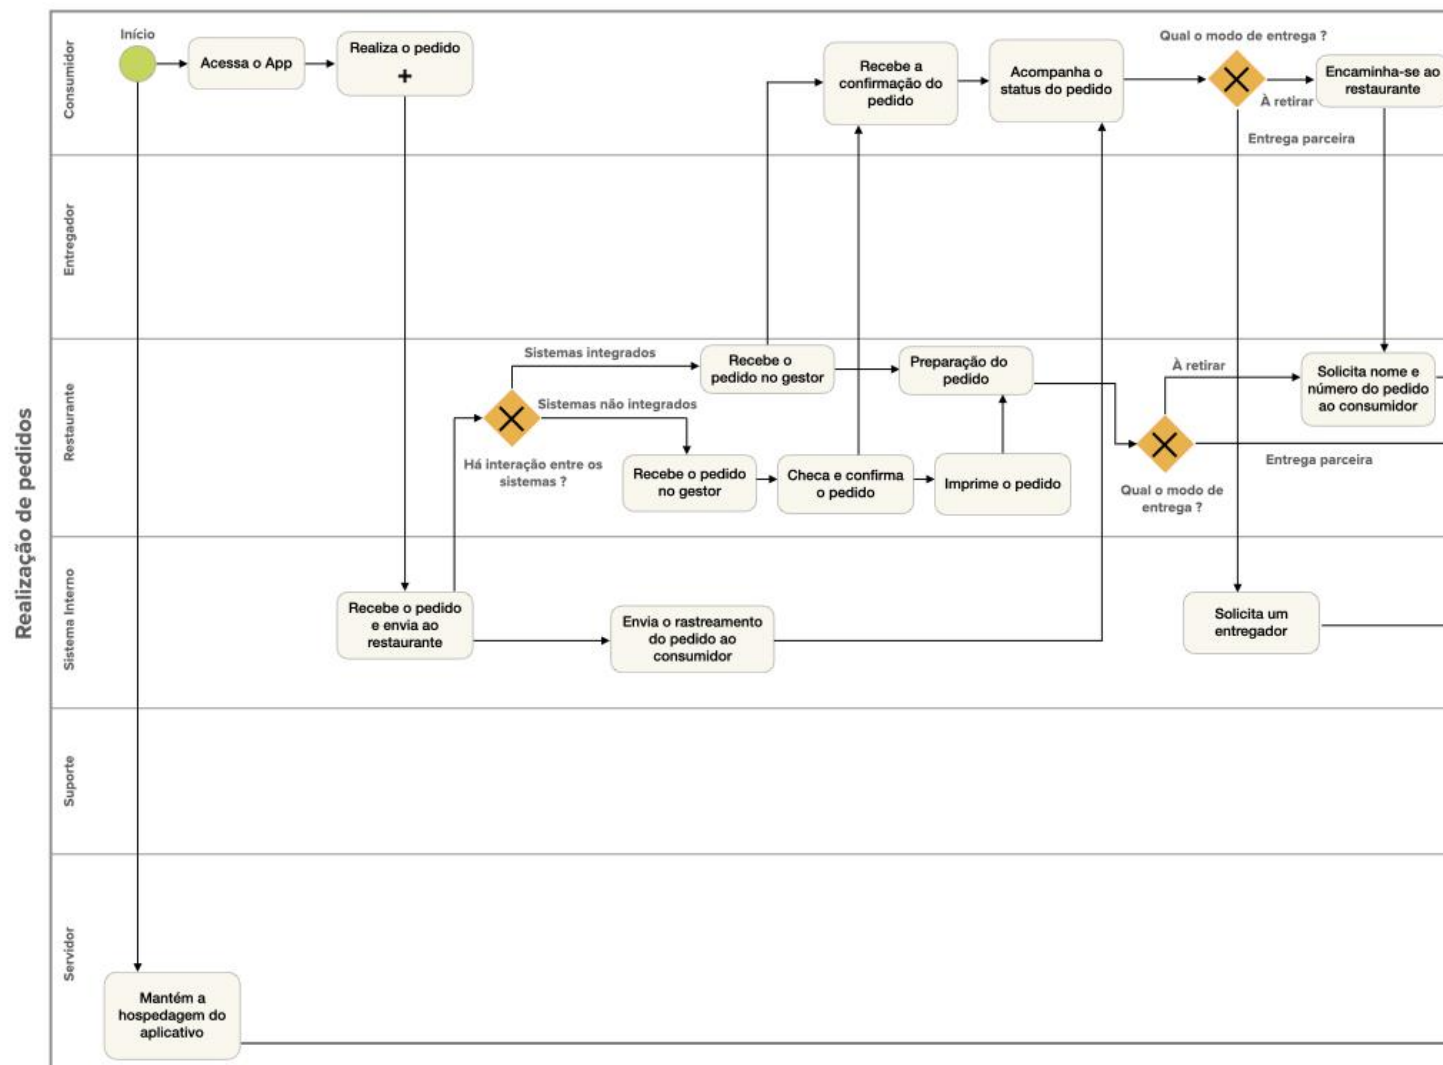 Realização de pedidos
Consumidor
Início
Acessa o App
Realiza o pedido
Recebe a
confirmação do
pedido
Acompanha o
status do pedido
Qual o modo de entrega ?
À retirar
Entrega parceira
Encaminha-se ao
restaurante
Entregador
Restaurante
Sistemas integrados
Sistemas não integrados
Há interação entre os
sistemas ?
Recebe o
pedido no gestor
Recebe o pedido
no gestor
Checa e confirma
o pedido
Imprime o pedido
Preparação do
pedido
À retirar
Entrega parceira
Qual o modo de
entrega ?
Solicita nome e
número do pedido
ao consumidor
Sistema Interno
Recebe o pedido
e envia ao
restaurante
Envia o rastreamento
do pedido ao
consumidor
Solicita um
entregador
Suporte
Servidor
Mantém a
hospedagem do
aplicativo